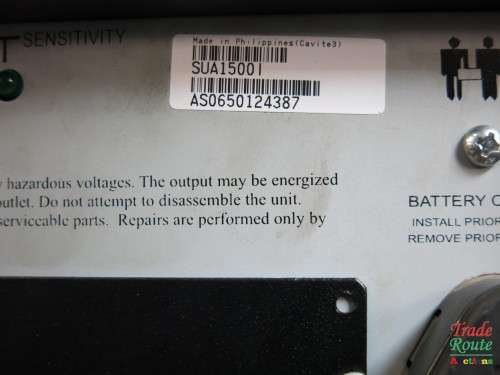 T SENSITIVITY
Made in Philippines(Cavite3)
SUA1500I
AS0650124387
hazardous voltages. The output may be energized
outlet. Do not attempt to disassemble the unit.
serviceable parts. Repairs are performed only by
BATTERY C
INSTALL PRIOR
REMOVE PRIOR
Trade
Route
Auctions